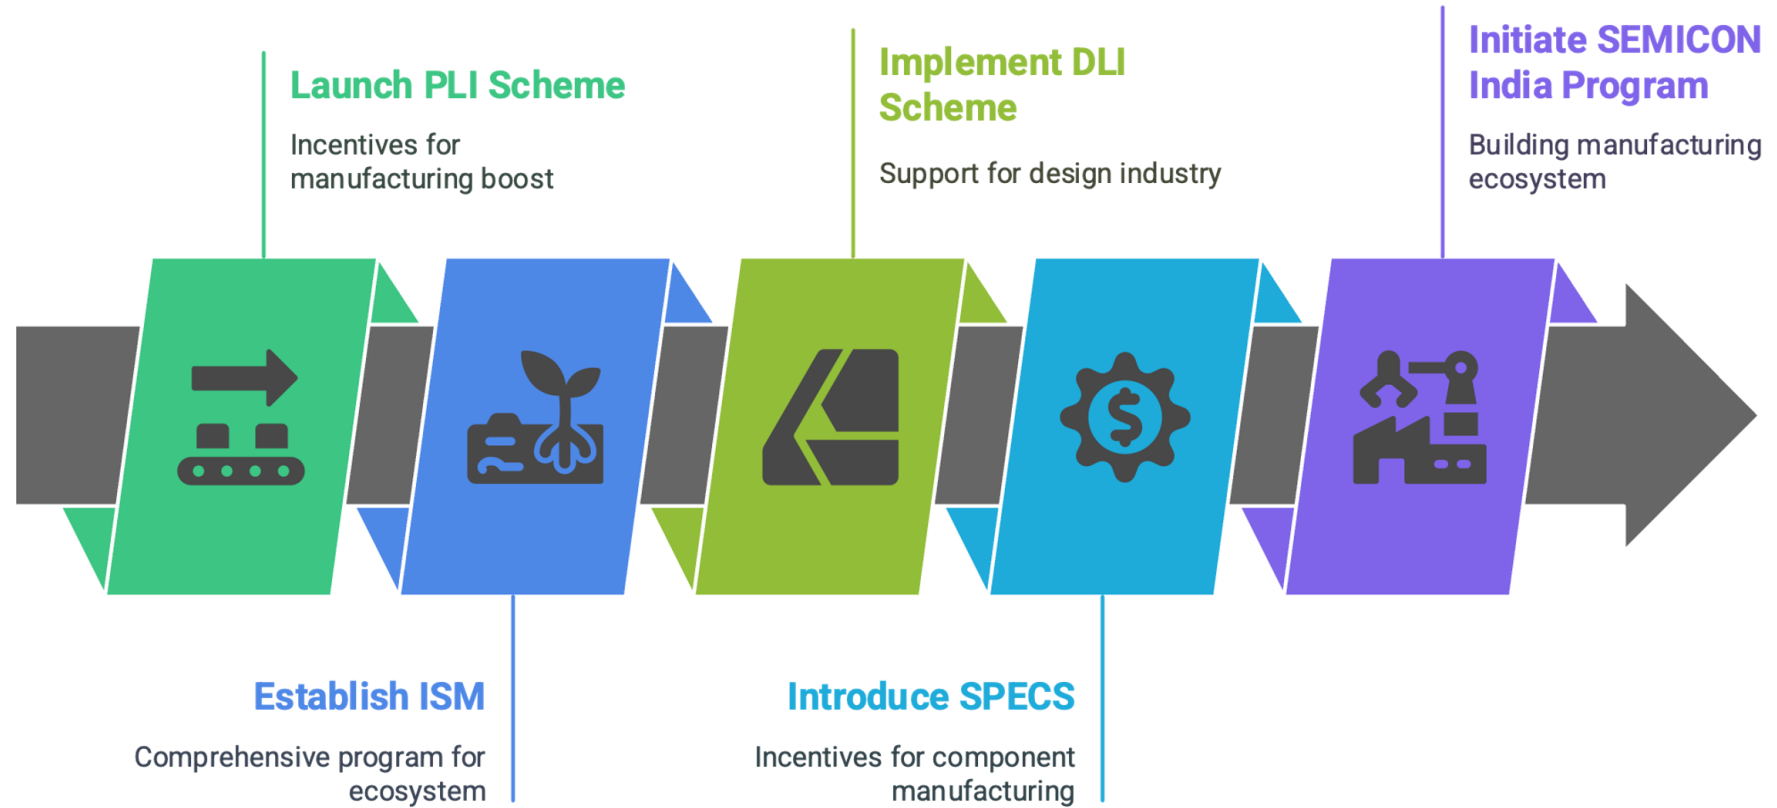 Launch PLI Scheme
Incentives for
manufacturing boost
Implement DLI
Scheme
Support for design industry
Initiate SEMICON
India Program
Building manufacturing
ecosystem
$
Establish ISM
Comprehensive program for
ecosystem
Introduce SPECS
Incentives for component
manufacturing